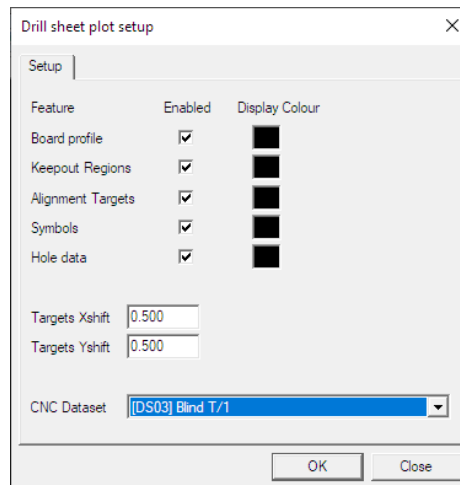 Drill sheet plot setup
Setup
Feature Enabled Display Colour
Board profile
Keepout Regions
Alignment Targets
Symbols
Hole data
Targets Xshift 0.500
Targets Yshift 0.500
CNC Dataset [DS03] Blind T/1
OK Close